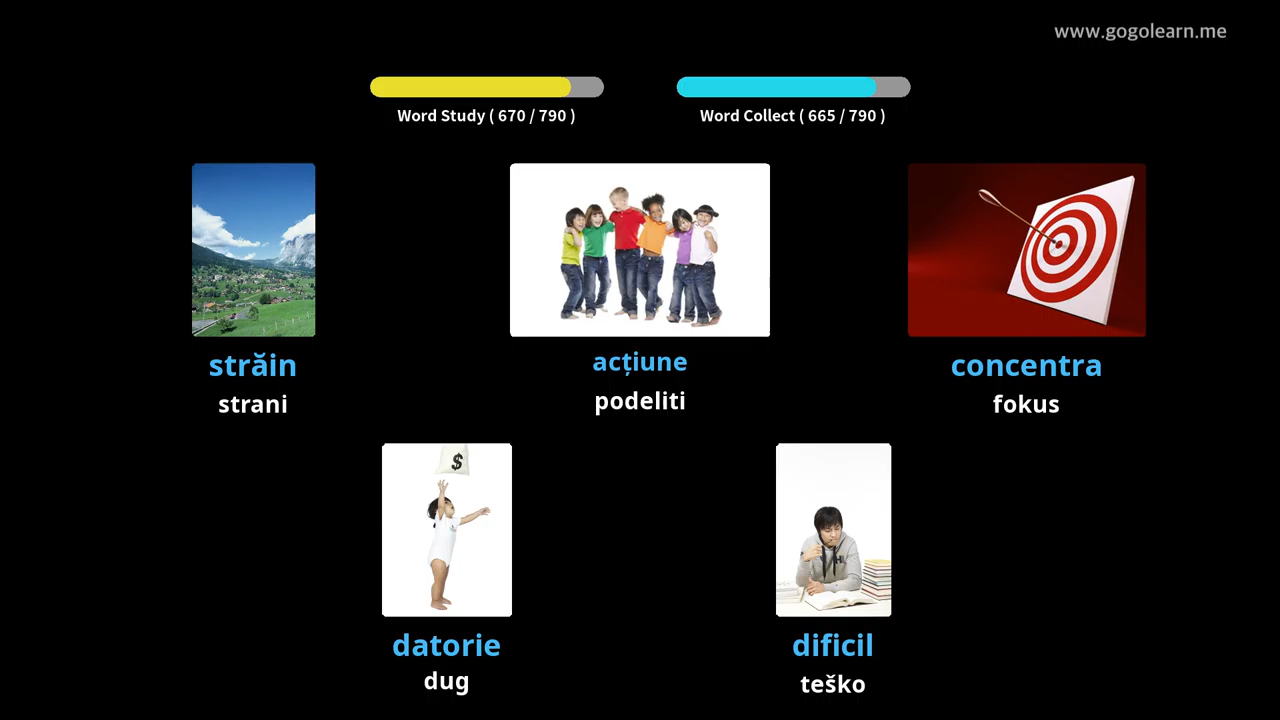 www.gogolearn.me
Word Study ( 670 / 790 )
Word Collect ( 665 / 790 )
străin
strani
acțiune
podeliti
concentra
fokus
$
datorie
dug
dificil
teško